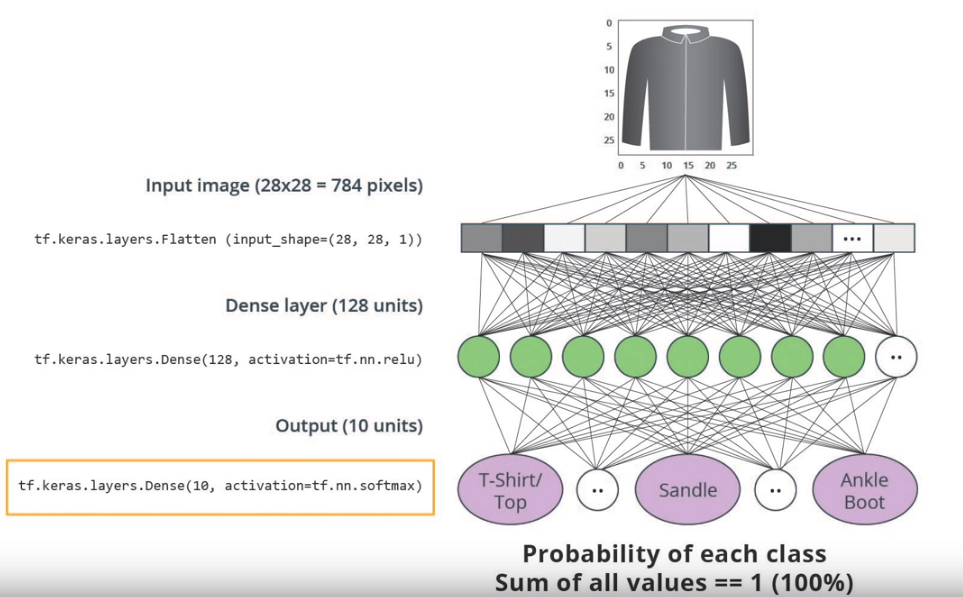 0
5
10
15
20
25
0 5 10 15 20 25
Input image (28x28 = 784 pixels)
tf.keras.layers.Flatten (input_shape=(28, 28, 1))
...
Dense layer (128 units)
tf.keras.layers.Dense(128, activation=tf.nn.relu)
..
Output (10 units)
tf.keras.layers.Dense(10, activation=tf.nn.softmax)
T-Shirt/
Top
..
Sandle
..
Ankle
Boot
Probability of each class
Sum of all values == 1 (100%)